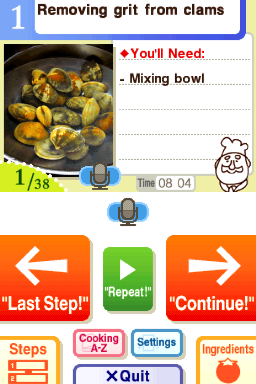 1
Removing grit from clams
◆You'll Need:
- Mixing bowl
1/38
Time 08 04
"Last Step!"
"Repeat!"
"Continue!"
Steps
Cooking
A-Z
Settings
Ingredients
×Quit